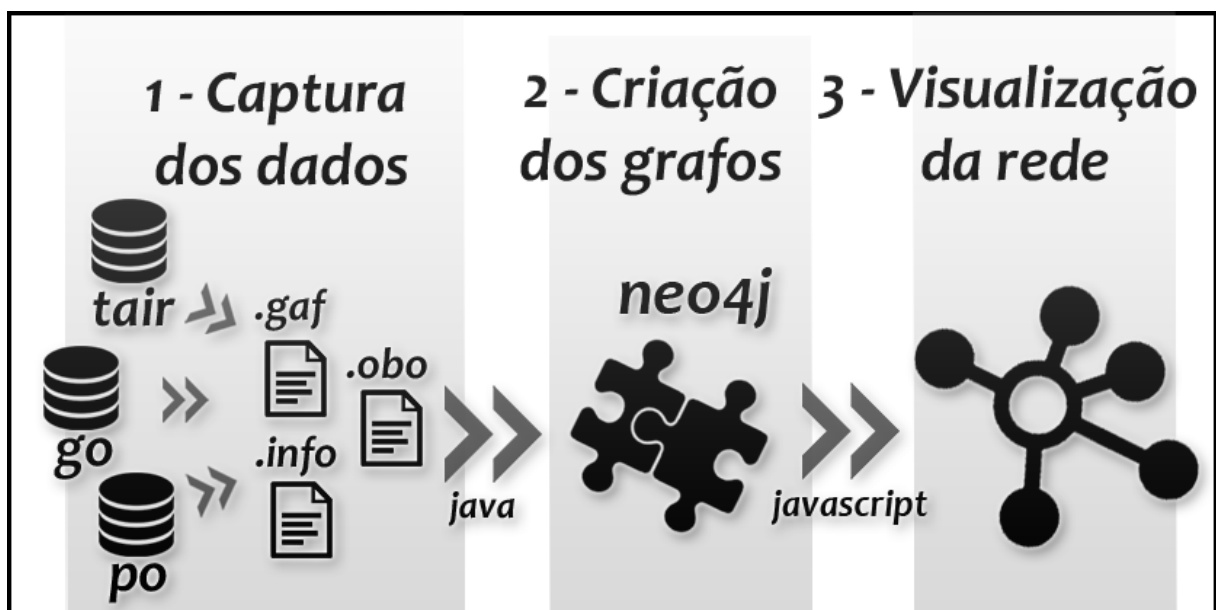 1 - Captura
dos dados
tair
.gaf
.obo
go
.info
po
java
2 - Criação
dos grafos
neo4j
javascript
3 - Visualização
da rede